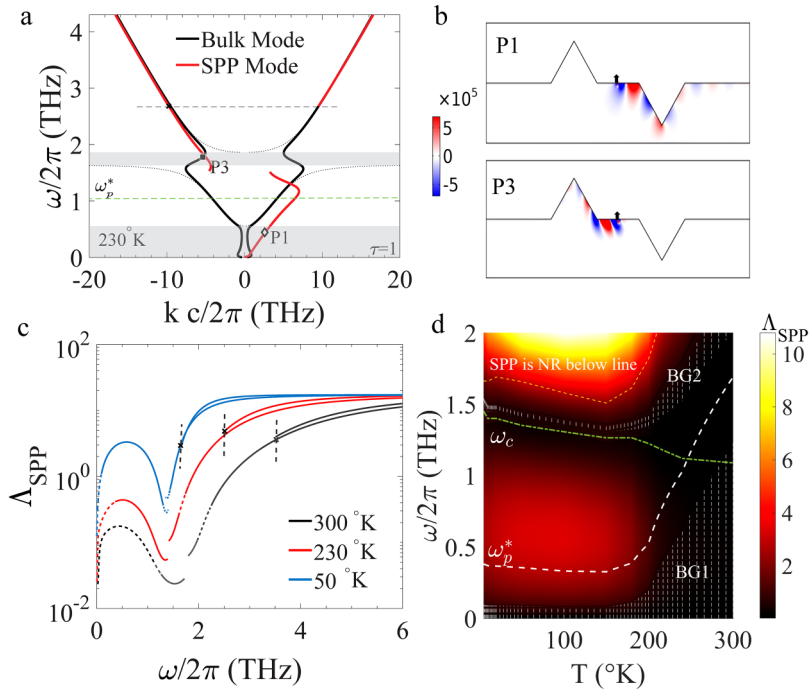 a
Bulk Mode
SPP Mode
P3
ω*p
230°K
P1
τ=1
ω/2π (THz)
4
3
2
1
0
-20 -10 0 10 20
k c/2π (THz)
b
P1
×10⁵
5
0
-5
P3
c
ΛSPP
10²
10⁰
10⁻²
300 °K
230 °K
50 °K
0 2 4 6
ω/2π (THz)
d
ΛSPP
SPP is NR below line
BG2
ωc
ω*p
BG1
ω/2π (THz)
2
1.5
1
0.5
0
100 200 300
T (°K)
10
8
6
4
2